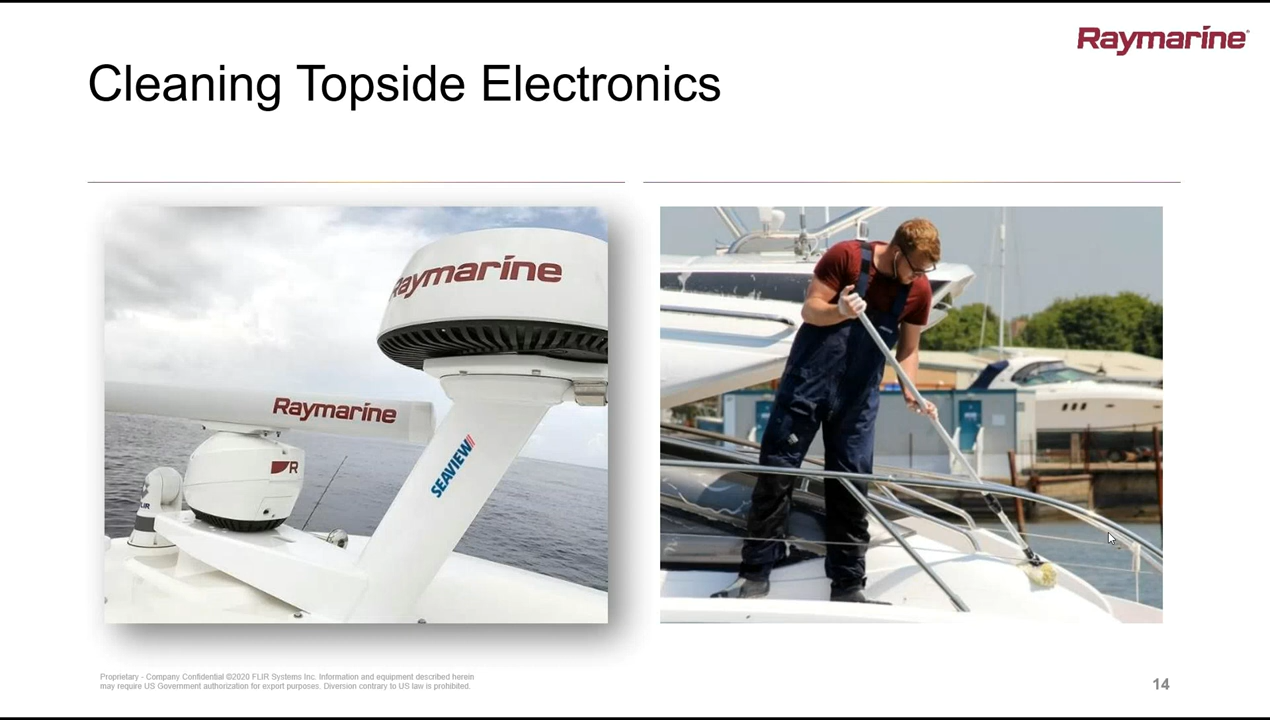 Raymarine
Cleaning Topside Electronics
Raymarine
Raymarine
R
SEAVIEW
Proprietary - Company Confidential ©2020 FLIR Systems Inc. Information and equipment described herein
may require US Government authorization for export purposes. Diversion contrary to US law is prohibited.
14